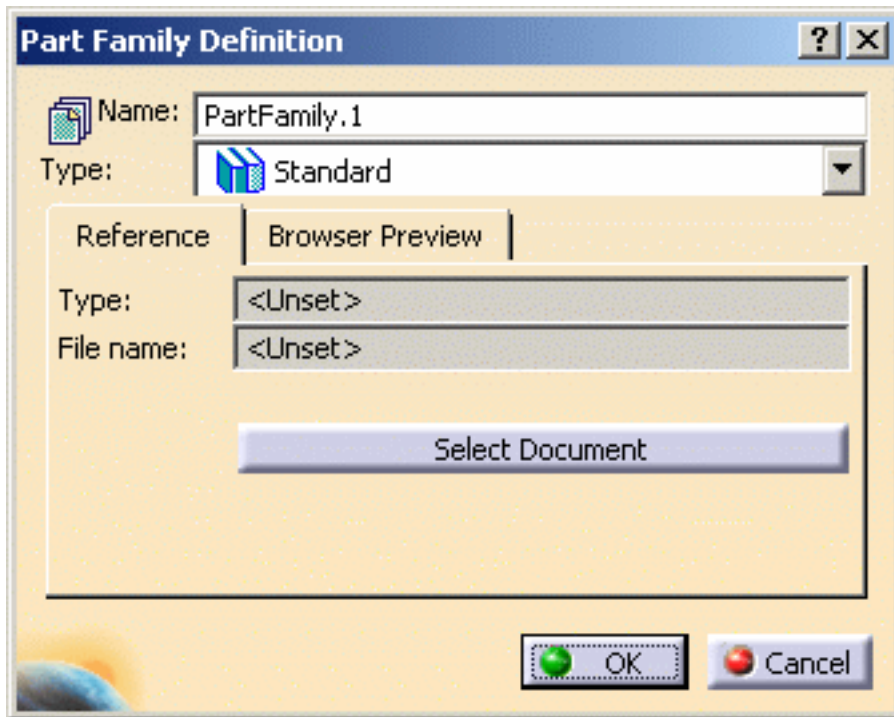 Part Family Definition
Name: PartFamily.1
Type: Standard
Reference Browser Preview
Type: <Unset>
File name: <Unset>
Select Document
OK Cancel